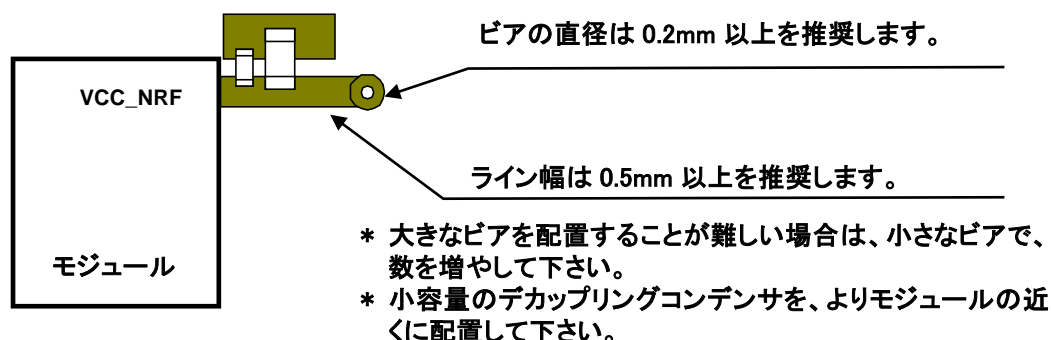 ビアの直径は 0.2mm 以上を推奨します。
VCC_NRF
ライン幅は 0.5mm 以上を推奨します。
モジュール
* 大きなビアを配置することが難しい場合は、小さなビアで、
数を増やして下さい。
* 小容量のデカップリングコンデンサを、よりモジュールの近
くに配置して下さい。